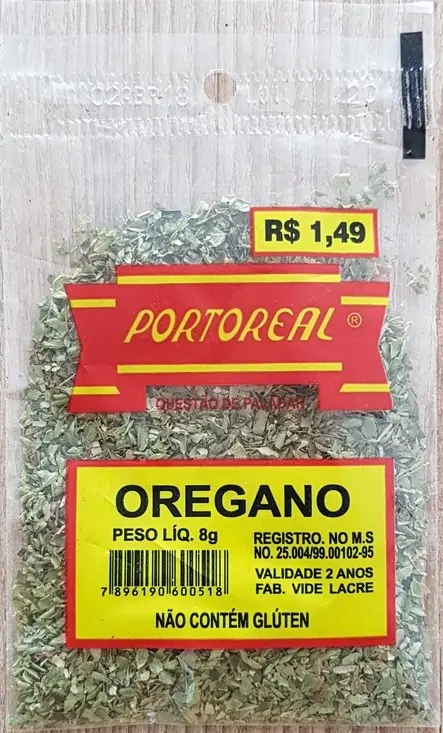 R$ 1,49
PORTOREAL ®
QUESTÃO DE PALADAR
OREGANO
PESO LÍQ. 8g
7 896190 600518
REGISTRO. NO M.S
NO. 25.004/99.00102-95
VALIDADE 2 ANOS
FAB. VIDE LACRE
NÃO CONTÉM GLÚTEN